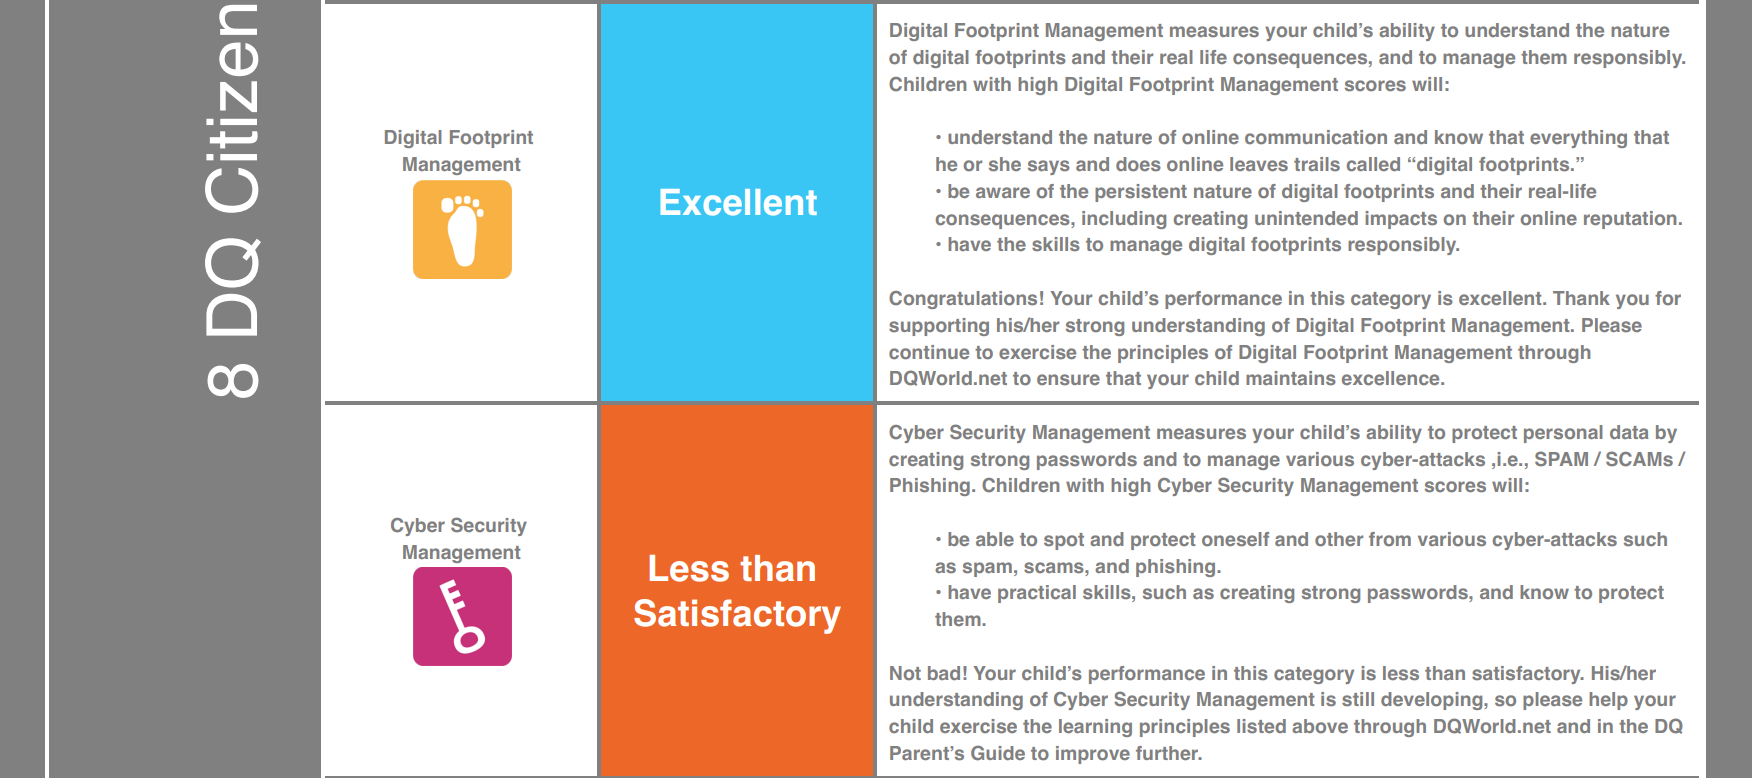 8 DQ Citizen
Digital Footprint
Management
Excellent
Digital Footprint Management measures your child’s ability to understand the nature
of digital footprints and their real life consequences, and to manage them responsibly.
Children with high Digital Footprint Management scores will:
• understand the nature of online communication and know that everything that
he or she says and does online leaves trails called “digital footprints.”
• be aware of the persistent nature of digital footprints and their real-life
consequences, including creating unintended impacts on their online reputation.
• have the skills to manage digital footprints responsibly.
Congratulations! Your child’s performance in this category is excellent. Thank you for
supporting his/her strong understanding of Digital Footprint Management. Please
continue to exercise the principles of Digital Footprint Management through
DQWorld.net to ensure that your child maintains excellence.
Cyber Security
Management
Less than
Satisfactory
Cyber Security Management measures your child’s ability to protect personal data by
creating strong passwords and to manage various cyber-attacks ,i.e., SPAM / SCAMs /
Phishing. Children with high Cyber Security Management scores will:
• be able to spot and protect oneself and other from various cyber-attacks such
as spam, scams, and phishing.
• have practical skills, such as creating strong passwords, and know to protect
them.
Not bad! Your child’s performance in this category is less than satisfactory. His/her
understanding of Cyber Security Management is still developing, so please help your
child exercise the learning principles listed above through DQWorld.net and in the DQ
Parent’s Guide to improve further.